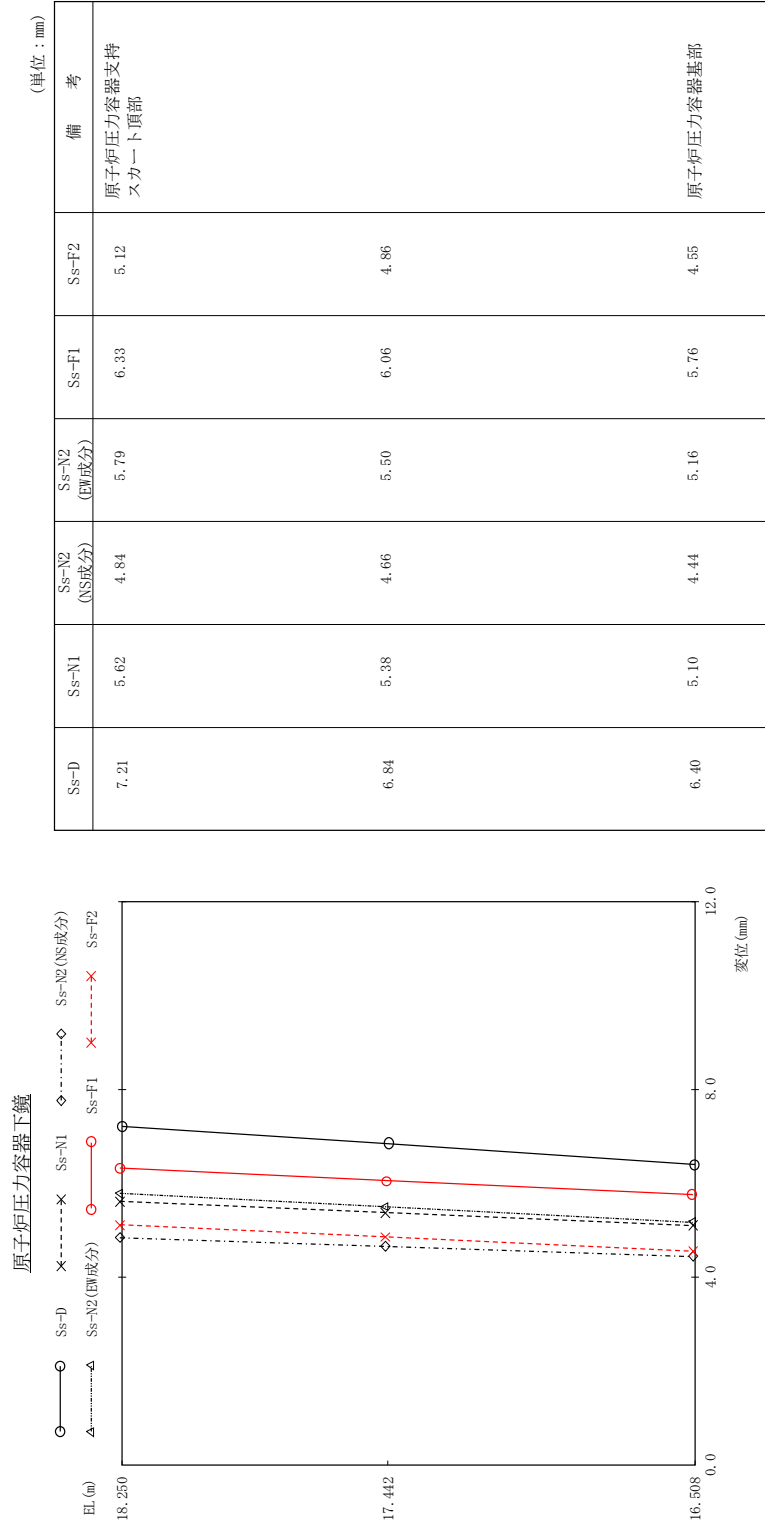 原子炉圧力容器下鏡
Ss-D
Ss-N1
Ss-N2(NS成分)
Ss-N2(EW成分)
Ss-F1
Ss-F2
EL(m)
18.250
17.442
16.508
0.0
4.0
8.0
12.0
変位(mm)
(単位：mm)
Ss-D Ss-N1 Ss-N2 Ss-N2 Ss-F1 Ss-F2 備 考
(NS成分) (EW成分)
7.21 5.62 4.84 5.79 6.33 5.12 原子炉圧力容器支持
スカート頂部
6.84 5.38 4.66 5.50 6.06 4.86
6.40 5.10 4.44 5.16 5.76 4.55 原子炉圧力容器基部